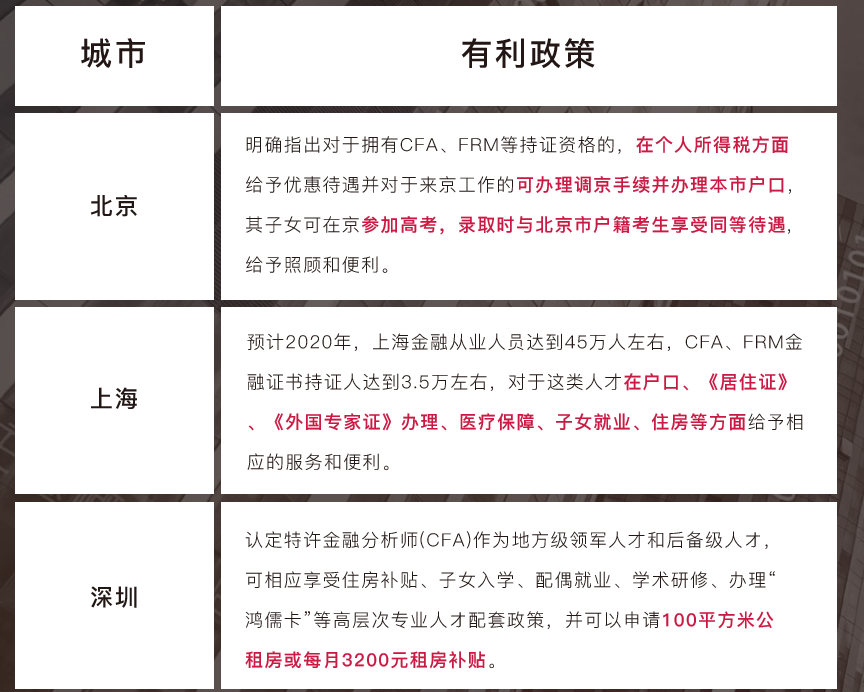 城市
有利政策
北京
明确指出对于拥有CFA、FRM等持证资格的，在个人所得税方面
给予优惠待遇并对于来京工作的可办理调京手续并办理本市户口，
其子女可在京参加高考，录取时与北京市户籍考生享受同等待遇，
给予照顾和便利。
上海
预计2020年，上海金融从业人员达到45万人左右，CFA、FRM金
融证书持证人达到3.5万左右，对于这类人才在户口、《居住证》
、《外国专家证》办理、医疗保障、子女就业、住房等方面给予相
应的服务和便利。
深圳
认定特许金融分析师(CFA)作为地方级领军人才和后备级人才，
可相应享受住房补贴、子女入学、配偶就业、学术研修、办理“
鸿儒卡”等高层次专业人才配套政策，并可以申请100平方米公
租房或每月3200元租房补贴。